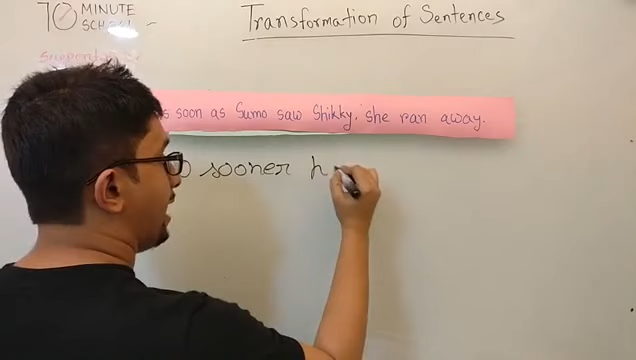 10 MINUTE
SCHOOL
Transformation of Sentences
soon as Sumo saw Shikky, she ran away.
sooner h